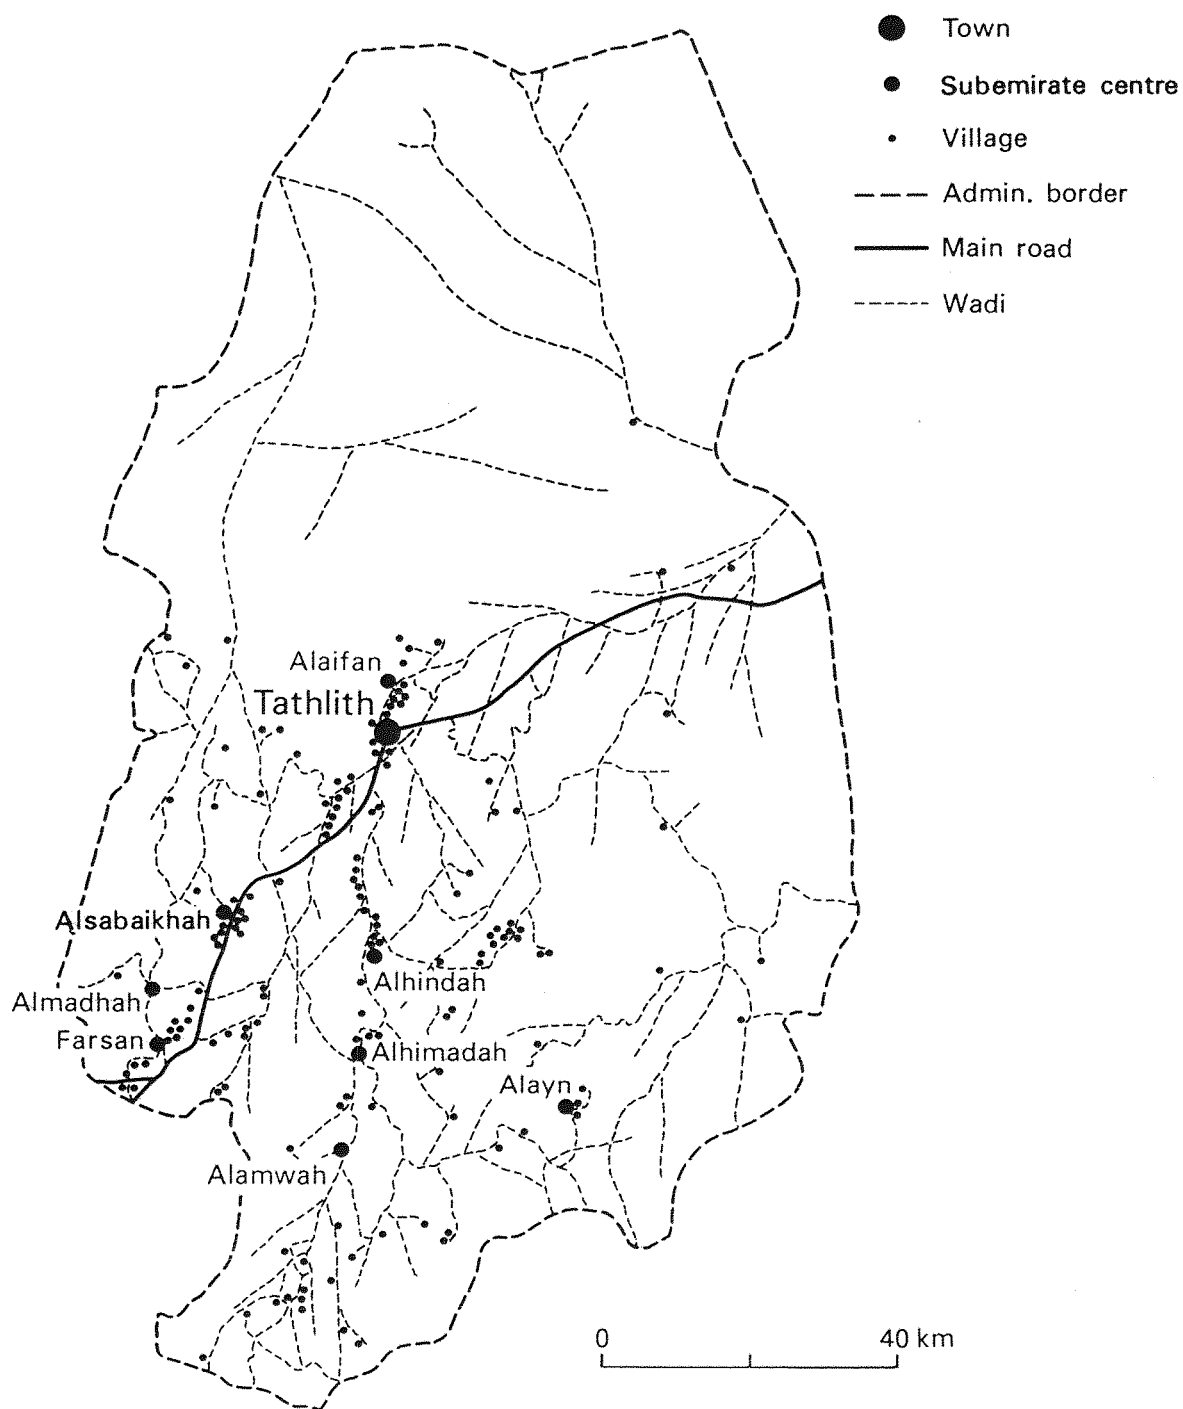 Town
Subemirate centre
Village
Admin. border
Main road
Wadi
Alaifan
Tathlith
Alsabaikhah
Almadhah
Alhindah
Farsan
Alhimadah
Alayn
Alamwah
0 40 km